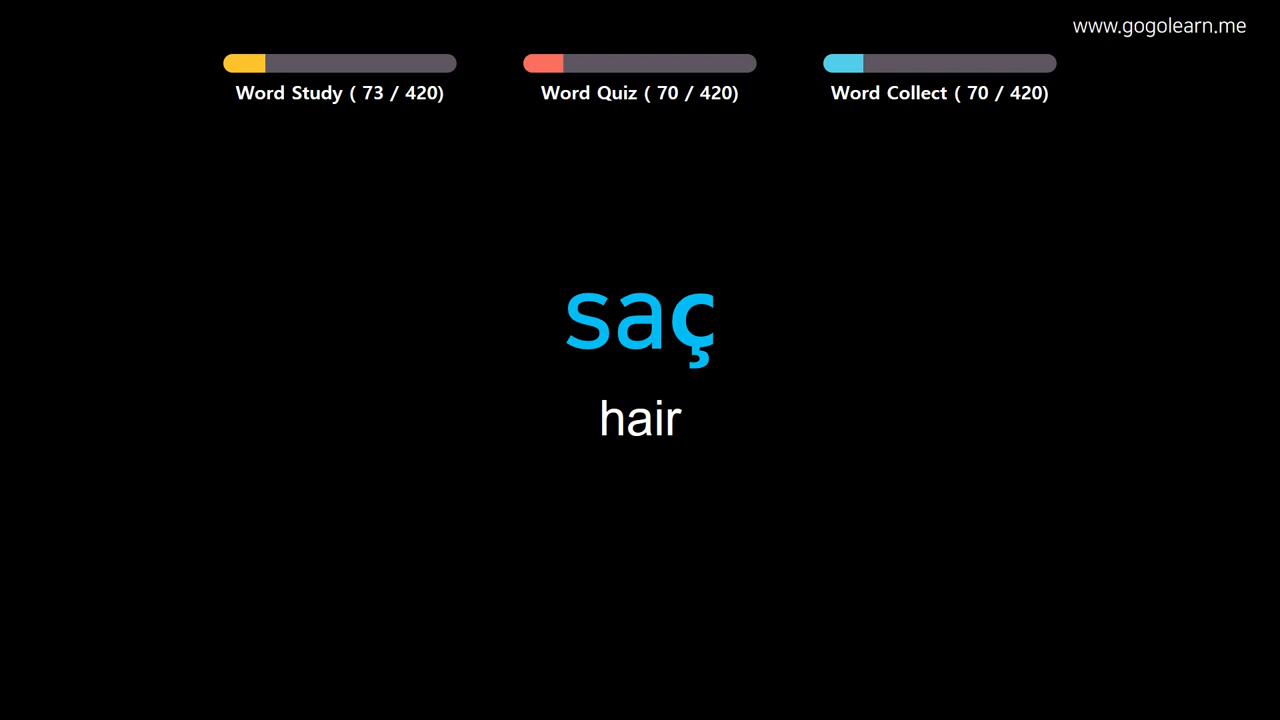 www.gogolearn.me
Word Study ( 73 / 420)
Word Quiz ( 70 / 420)
Word Collect ( 70 / 420)
saç
hair